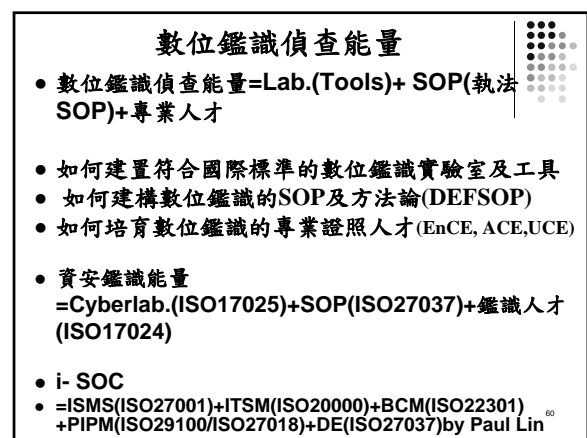 數位鑑識偵查能量
● 數位鑑識偵查能量=Lab.(Tools)+ SOP(執法
SOP)+專業人才
● 如何建置符合國際標準的數位鑑識實驗室及工具
● 如何建構數位鑑識的SOP及方法論(DEFSOP)
● 如何培育數位鑑識的專業證照人才(EnCE, ACE,UCE)
● 資安鑑識能量
=Cyberlab.(ISO17025)+SOP(ISO27037)+鑑識人才
(ISO17024)
● i- SOC
● =ISMS(ISO27001)+ITSM(ISO20000)+BCM(ISO22301)
+PIPM(ISO29100/ISO27018)+DE(ISO27037)by Paul Lin
60